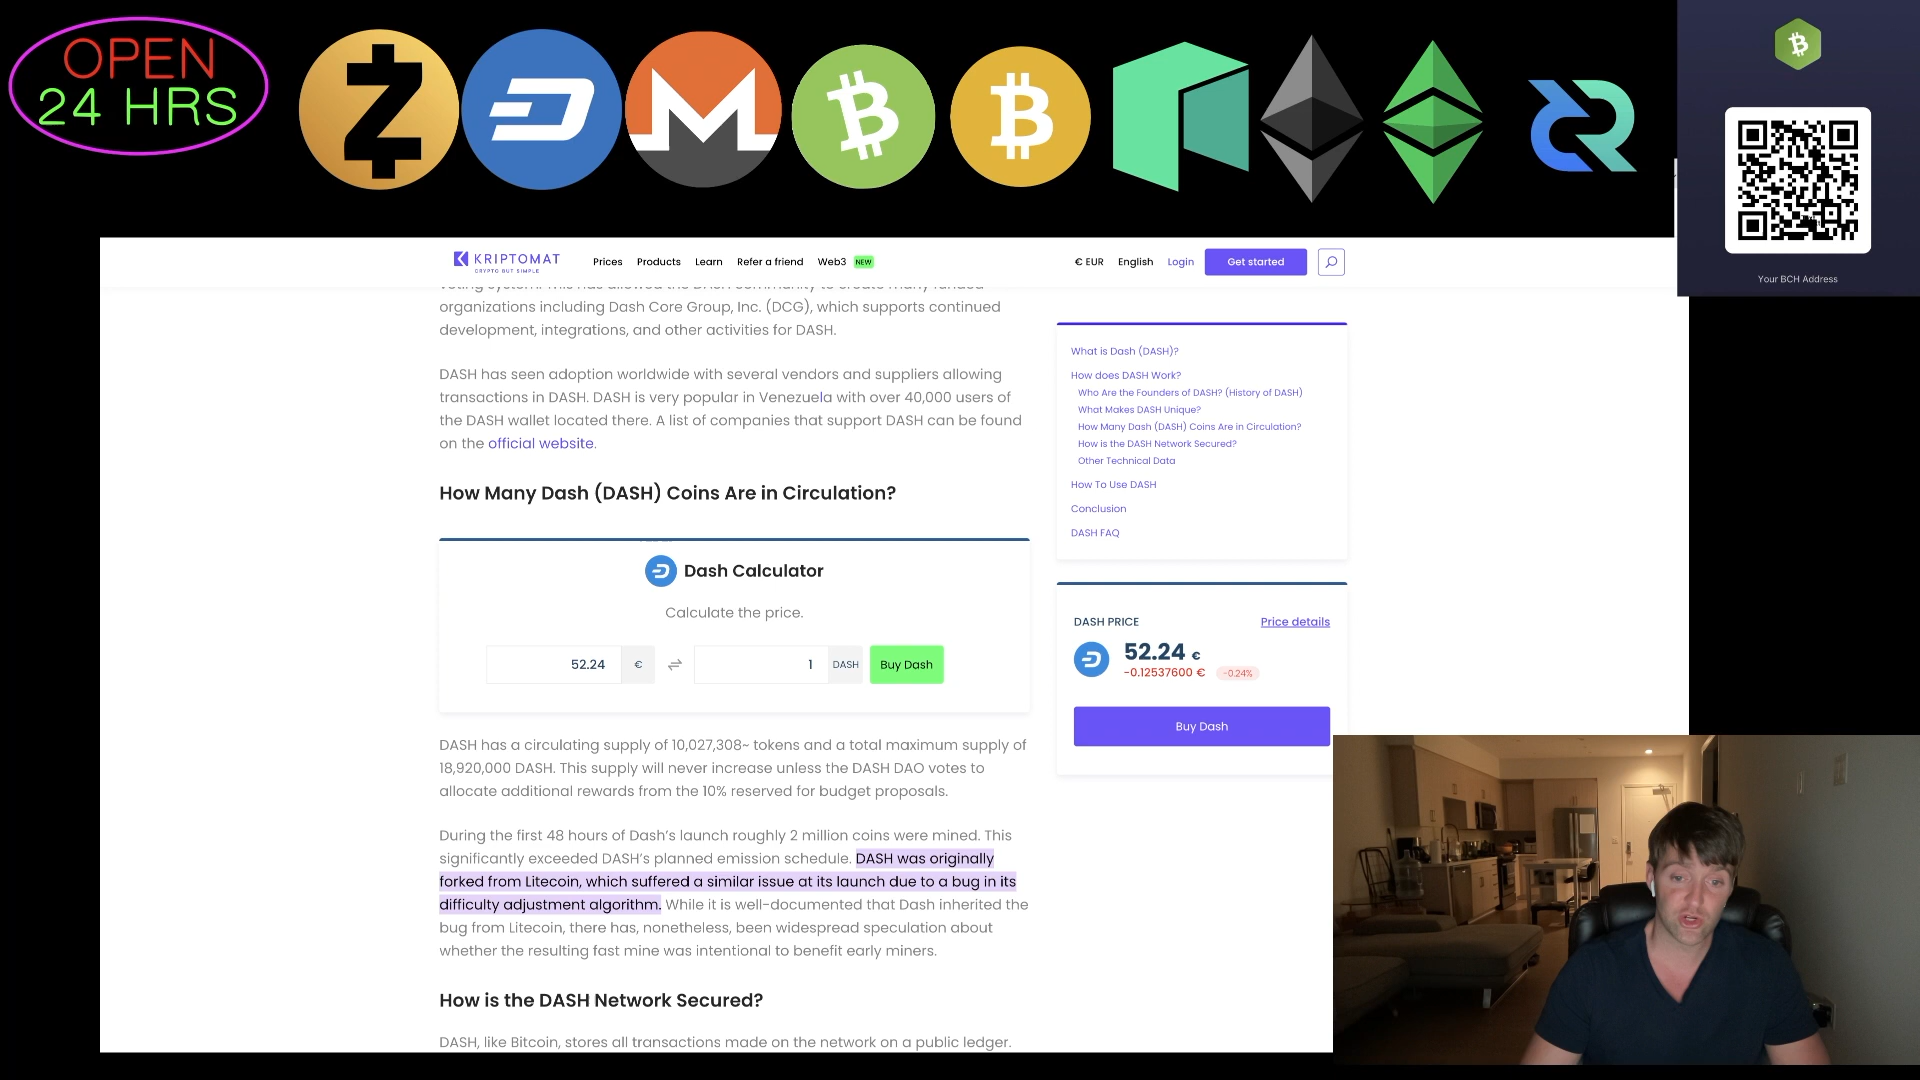 OPEN
24 HRS
Your BCH Address
KRIPTOMAT
CRYPTO BUT SIMPLE
Prices Products Learn Refer a friend Web3 NEW
€ EUR English Login Get started
voting system. This has allowed the DASH community to create many funded
organizations including Dash Core Group, Inc. (DCG), which supports continued
development, integrations, and other activities for DASH.
DASH has seen adoption worldwide with several vendors and suppliers allowing
transactions in DASH. DASH is very popular in Venezuela with over 40,000 users of
the DASH wallet located there. A list of companies that support DASH can be found
on the official website.
How Many Dash (DASH) Coins Are in Circulation?
Dash Calculator
Calculate the price.
52.24 € 1 DASH Buy Dash
DASH has a circulating supply of 10,027,308~ tokens and a total maximum supply of
18,920,000 DASH. This supply will never increase unless the DASH DAO votes to
allocate additional rewards from the 10% reserved for budget proposals.
During the first 48 hours of Dash’s launch roughly 2 million coins were mined. This
significantly exceeded DASH’s planned emission schedule. DASH was originally
forked from Litecoin, which suffered a similar issue at its launch due to a bug in its
difficulty adjustment algorithm. While it is well-documented that Dash inherited the
bug from Litecoin, there has, nonetheless, been widespread speculation about
whether the resulting fast mine was intentional to benefit early miners.
How is the DASH Network Secured?
DASH, like Bitcoin, stores all transactions made on the network on a public ledger.
What is Dash (DASH)?
How does DASH Work?
Who Are the Founders of DASH? (History of DASH)
What Makes DASH Unique?
How Many Dash (DASH) Coins Are in Circulation?
How is the DASH Network Secured?
Other Technical Data
How To Use DASH
Conclusion
DASH FAQ
DASH PRICE Price details
52.24 €
-0.12537600 € -0.24%
Buy Dash